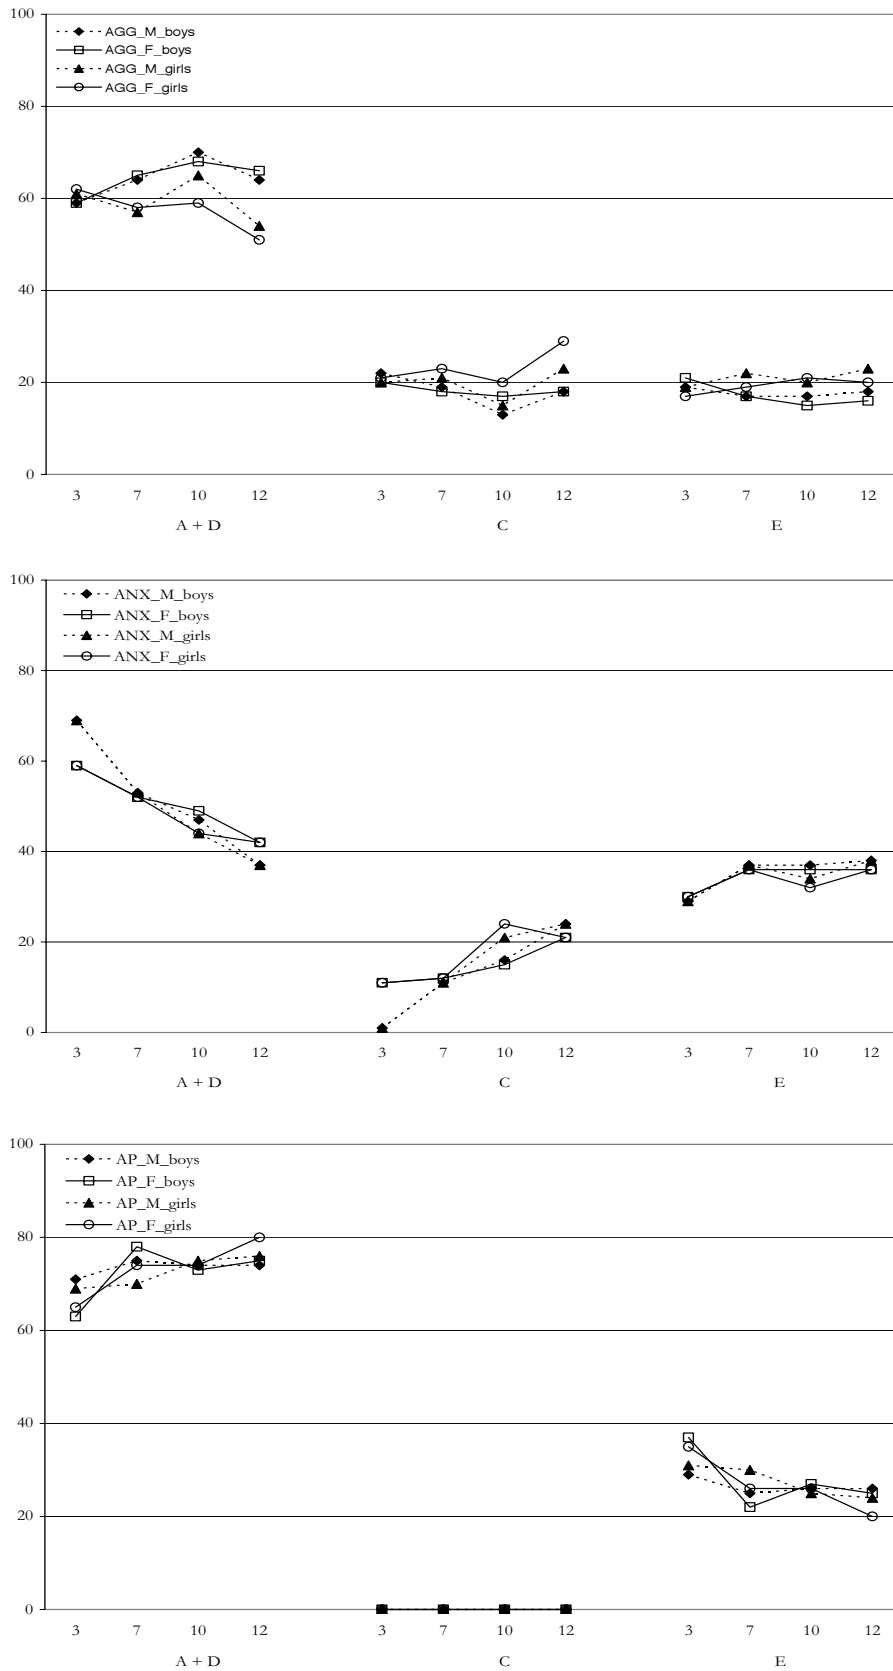 100
AGG_M_boys
AGG_F_boys
AGG_M_girls
AGG_F_girls
80
60
40
20
0
3 7 10 12 3 7 10 12 3 7 10 12
A + D C E
100
ANX_M_boys
ANX_F_boys
ANX_M_girls
ANX_F_girls
80
60
40
20
0
3 7 10 12 3 7 10 12 3 7 10 12
A + D C E
100
AP_M_boys
AP_F_boys
AP_M_girls
AP_F_girls
80
60
40
20
0
3 7 10 12 3 7 10 12 3 7 10 12
A + D C E